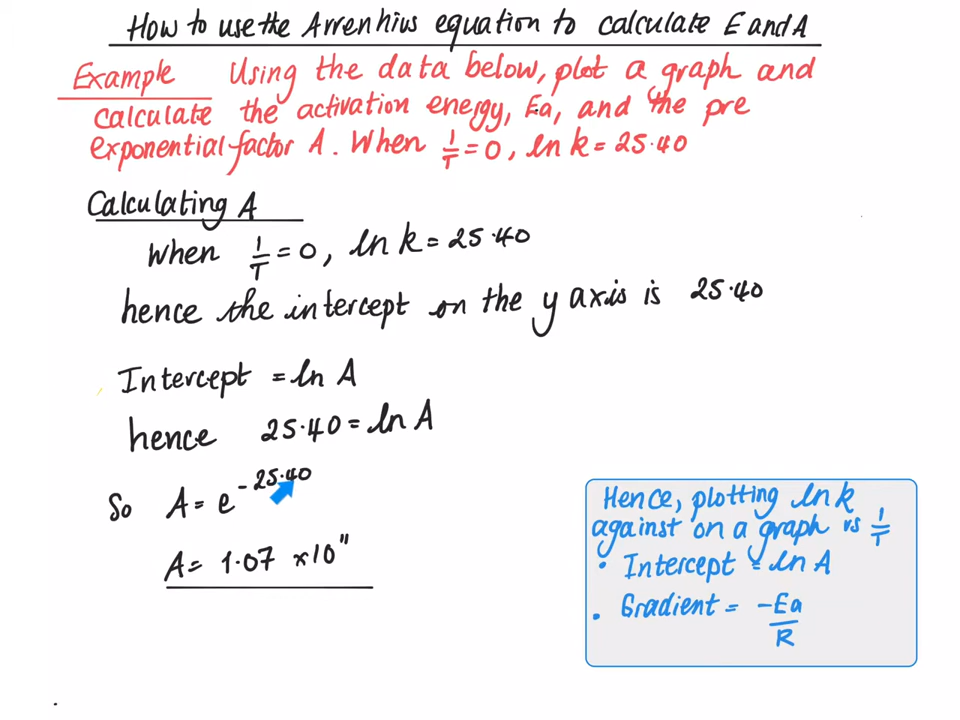 How to use the Arrenhius equation to calculate E and A
Example Using the data below, plot a graph and
calculate the activation energy, Ea, and the pre
exponential factor A. When 1/T = 0, ln k = 25.40
Calculating A
When 1/T = 0, ln k = 25.40
hence the intercept on the y axis is 25.40
Intercept = ln A
hence 25.40 = ln A
So A = e^-25.40
A = 1.07 x 10^11
Hence, plotting ln k
against on a graph vs 1/T
• Intercept = ln A
• Gradient = -Ea/R